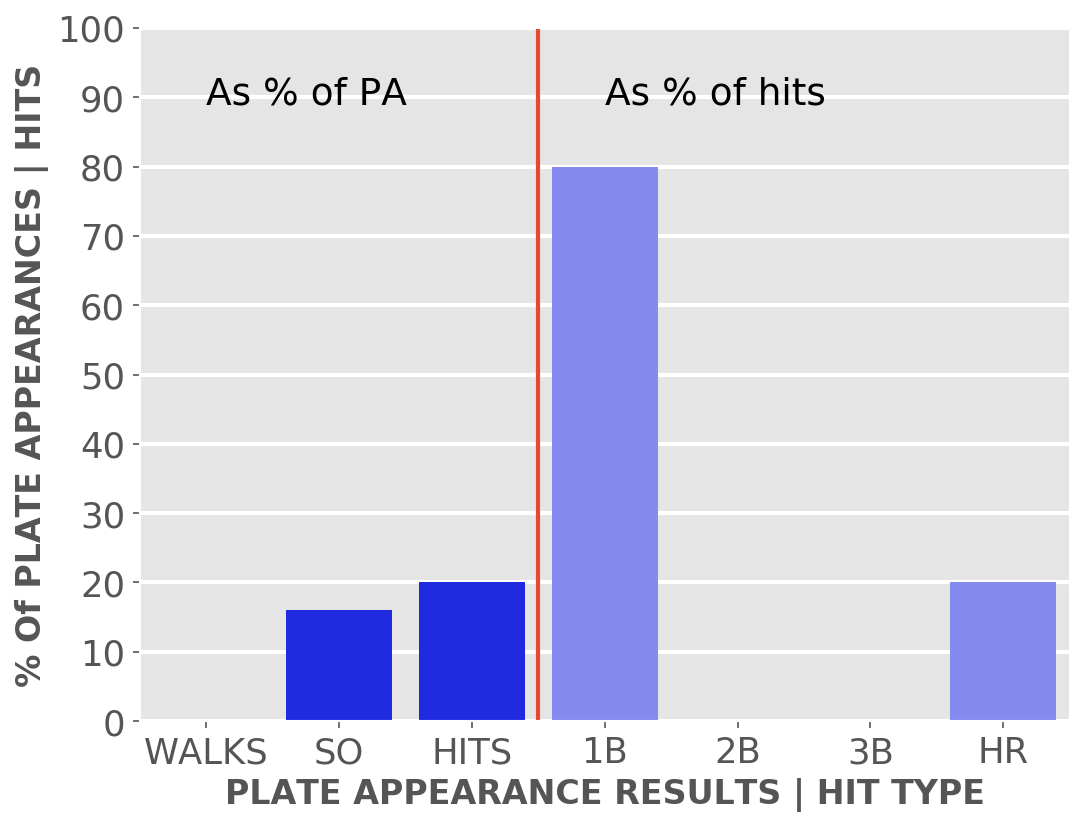 % Of PLATE APPEARANCES | HITS
100
90
80
70
60
50
40
30
20
10
0
As % of PA
As % of hits
WALKS SO HITS 1B 2B 3B HR
PLATE APPEARANCE RESULTS | HIT TYPE